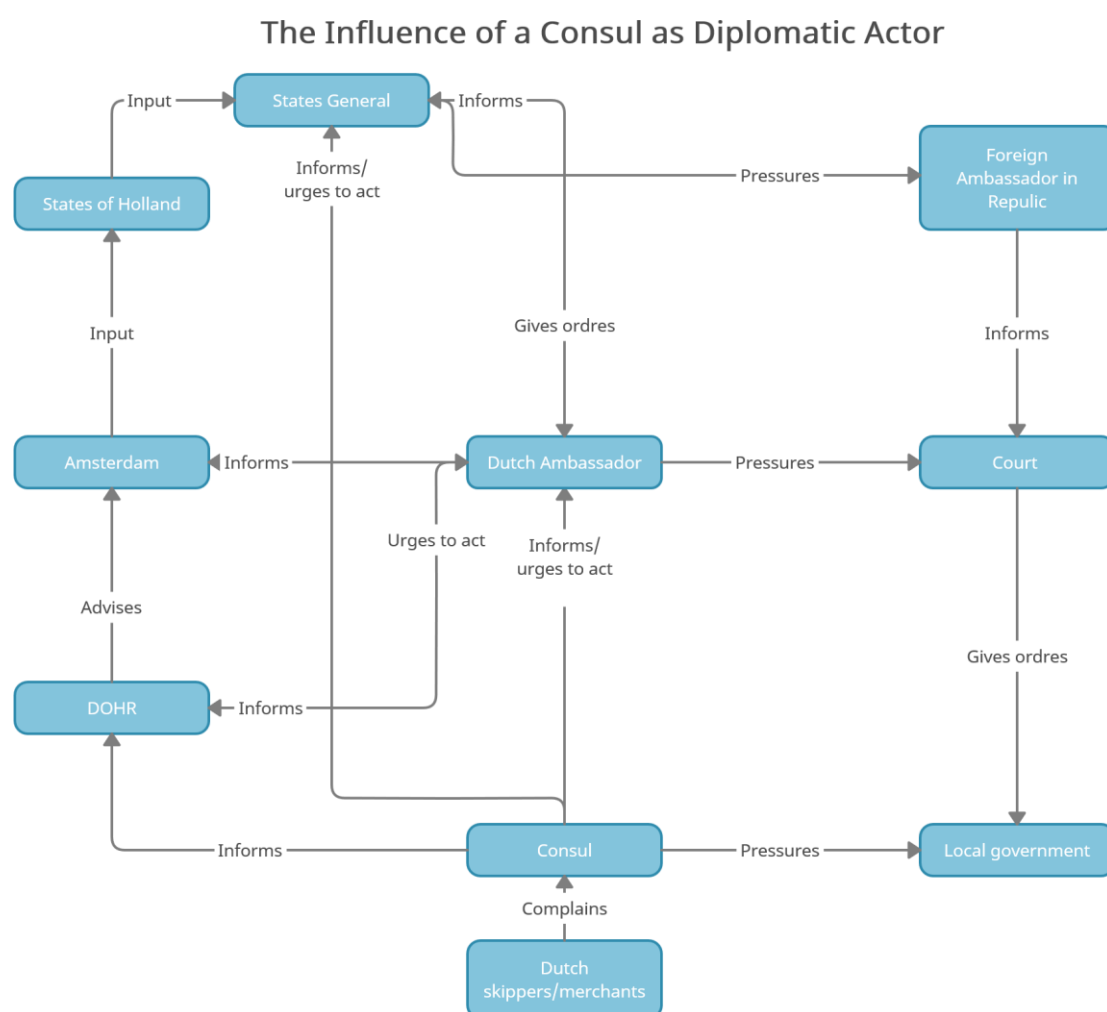 The Influence of a Consul as Diplomatic Actor
Input
States General
Informs
Informs/
urges to act
Pressures
Foreign
Ambassador in
Repulic
States of Holland
Gives ordres
Input
Informs
Amsterdam
Informs
Dutch Ambassador
Pressures
Court
Urges to act
Informs/
urges to act
Advises
Gives ordres
DOHR
Informs
Informs
Consul
Pressures
Local government
Complains
Dutch
skippers/merchants